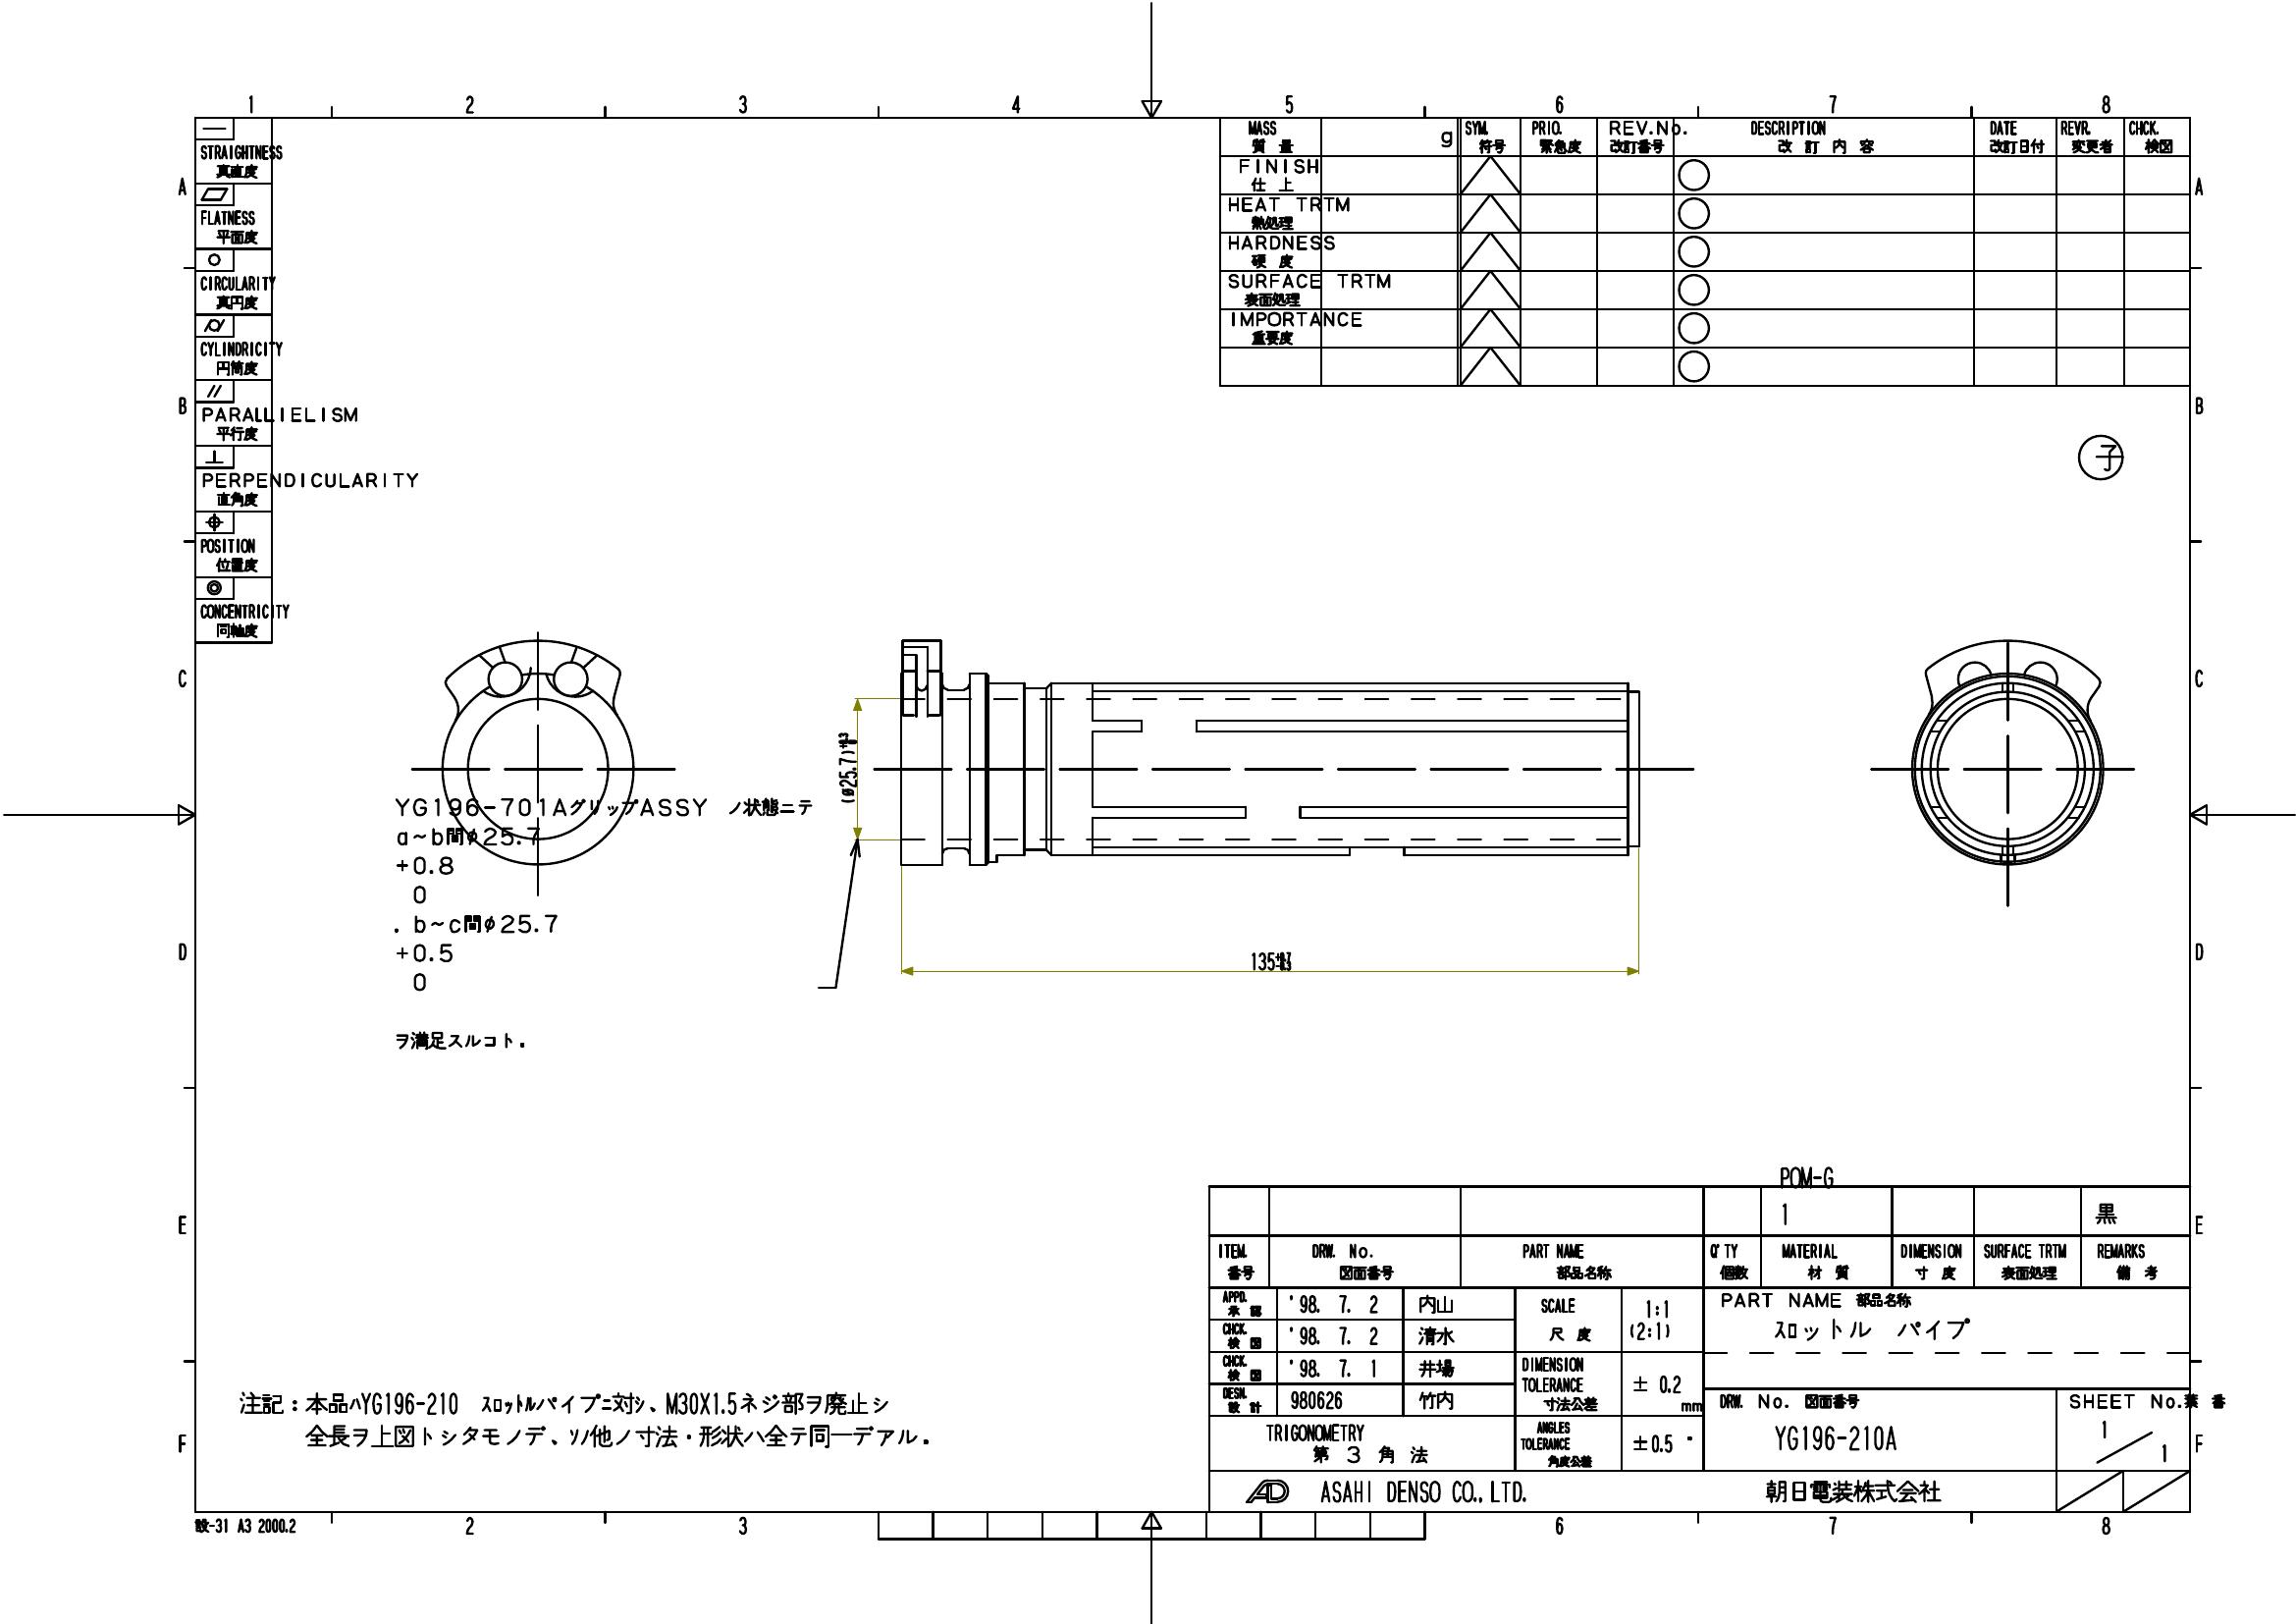 1 2 3 4 5 6 7 8
A
B
C
D
E
F
STRAIGHTNESS
真直度
FLATNESS
平面度
CIRCULARITY
真円度
CYLINDRICITY
円筒度
PARALLIELISM
平行度
PERPENDICULARITY
直角度
POSITION
位置度
CONCENTRICITY
同軸度
MASS g SYM. PRIO. REV.No. DESCRIPTION DATE REVR. CHCK.
質 量 符号 緊急度 改訂番号 改 訂 内 容 改訂日付 変更者 検図
FINISH
仕 上
HEAT TRTM
熱処理
HARDNESS
硬 度
SURFACE TRTM
表面処理
IMPORTANCE
重要度
A
B
C
D
E
F
子
YG196-701AグリップASSY ノ状態ニテ
a~b間φ25.7
+0.8
0
. b~c間φ25.7
+0.5
0
ヲ満足スルコト.
(ø25.7)
135
POM-G
1 黒
ITEM. DRW. No. PART NAME Q'TY MATERIAL DIMENSION SURFACE TRTM REMARKS
番号 図面番号 部品名称 個数 材 質 寸 度 表面処理 備 考
APPD. '98. 7. 2 内山
承 認
CHCK. '98. 7. 2 清水
検 図
CHCK. '98. 7. 1 井場
検 図
DESN. 980626 竹内
設 計
SCALE 1:1
尺 度 (2:1)
DIMENSION
TOLERANCE ± 0.2
寸法公差 mm
TRIGONOMETRY
第 3 角 法
ANGLES
TOLERANCE ±0.5 °
角度公差
PART NAME 部品名称
スロットル パイプ
DRW. No. 図面番号 SHEET No.葉 番
YG196-210A 1/1
AD ASAHI DENSO CO., LTD. 朝日電装株式会社
注記:本品ハYG196-210 スロットルパイプニ対シ、M30X1.5ネジ部ヲ廃止シ
全長ヲ上図トシタモノデ、ソノ他ノ寸法・形状ハ全テ同一デアル.
設-31 A3 2000.2 2 3 6 7 8